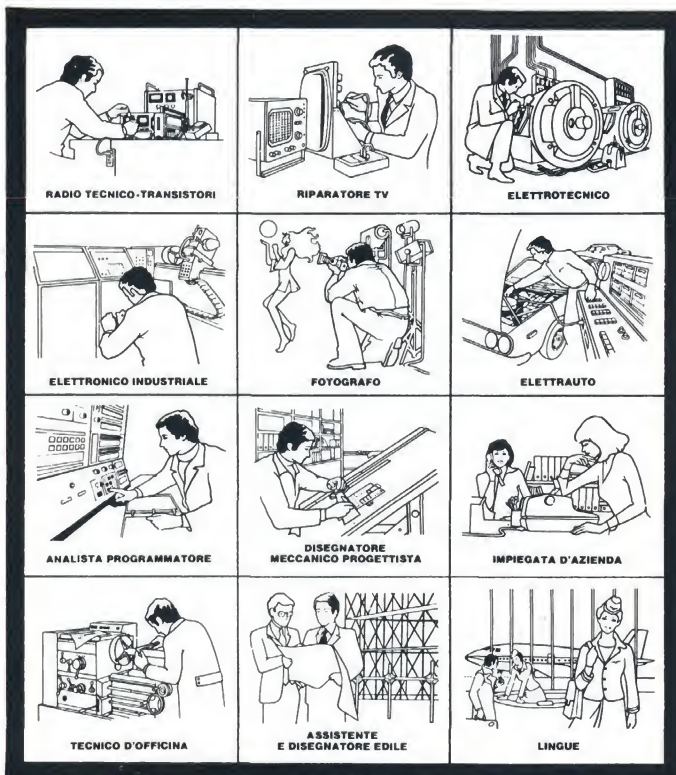 RADIO TECNICO-TRANSISTORI
RIPARATORE TV
ELETTROTECNICO
ELETTRONICO INDUSTRIALE
FOTOGRAFO
ELETTRAUTO
ANALISTA PROGRAMMATORE
DISEGNATORE
MECCANICO PROGETTISTA
IMPIEGATA D'AZIENDA
TECNICO D'OFFICINA
ASSISTENTE
E DISEGNATORE EDILE
LINGUE